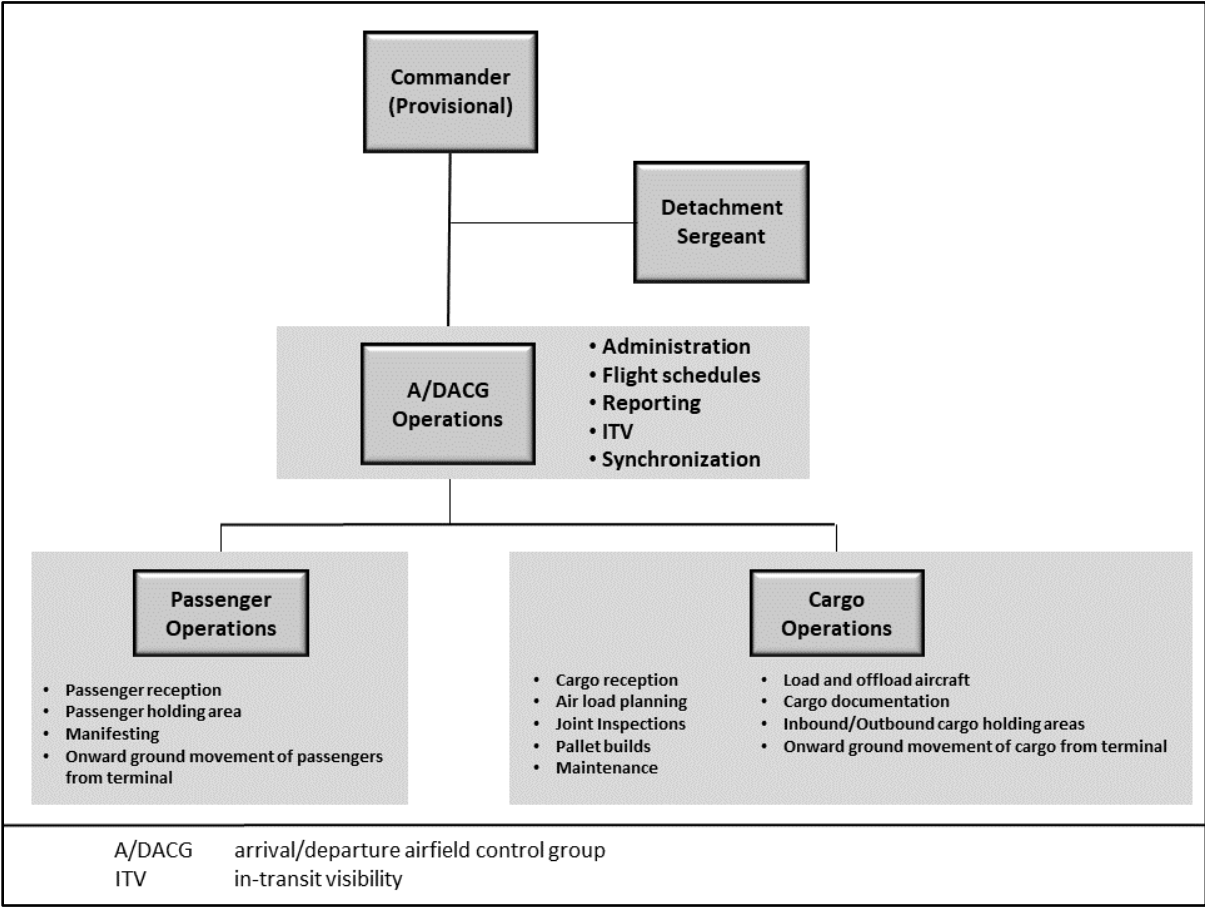 Commander
(Provisional)
Detachment
Sergeant
A/DACG
Operations
• Administration
• Flight schedules
• Reporting
• ITV
• Synchronization
Passenger
Operations
• Passenger reception
• Passenger holding area
• Manifesting
• Onward ground movement of passengers
from terminal
Cargo
Operations
• Cargo reception
• Air load planning
• Joint Inspections
• Pallet builds
• Maintenance
• Load and offload aircraft
• Cargo documentation
• Inbound/Outbound cargo holding areas
• Onward ground movement of cargo from terminal
A/DACG arrival/departure airfield control group
ITV in-transit visibility